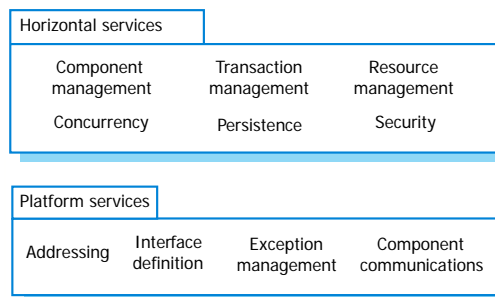 Horizontal services
Component Transaction Resource
management management management
Concurrency Persistence Security
Platform services
Addressing Interface Exception Component
definition management communications